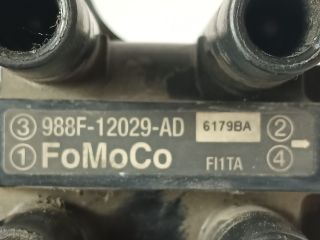 ③ 988F-12029-AD 6179BA ②
① FoMoCo FI1TA ④